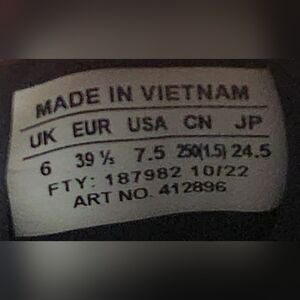 MADE IN VIETNAM
UK EUR USA CN JP
6 39 ⅓ 7.5 250(1.5) 24.5
FTY: 187982 10/22
ART NO. 412896